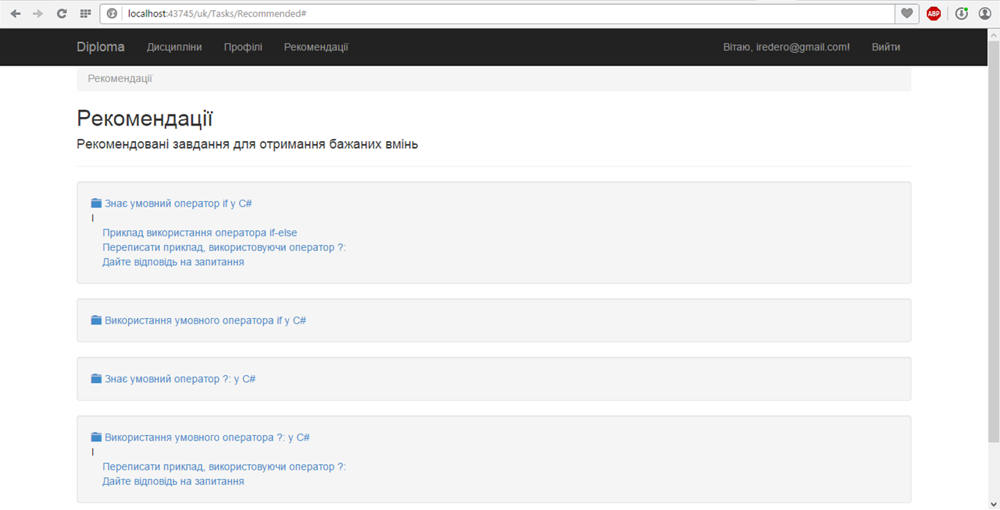 localhost:43745/uk/Tasks/Recommended#
ABP
Diploma Дисципліни Профілі Рекомендації Вітаю, iredero@gmail.com! Вийти
Рекомендації
Рекомендації
Рекомендовані завдання для отримання бажаних вмінь
Знає умовний оператор if у C#
I
Приклад використання оператора if-else
Переписати приклад, використовуючи оператор ?:
Дайте відповідь на запитання
Використання умовного оператора if у C#
Знає умовний оператор ?: у C#
Використання умовного оператора ?: у C#
I
Переписати приклад, використовуючи оператор ?:
Дайте відповідь на запитання